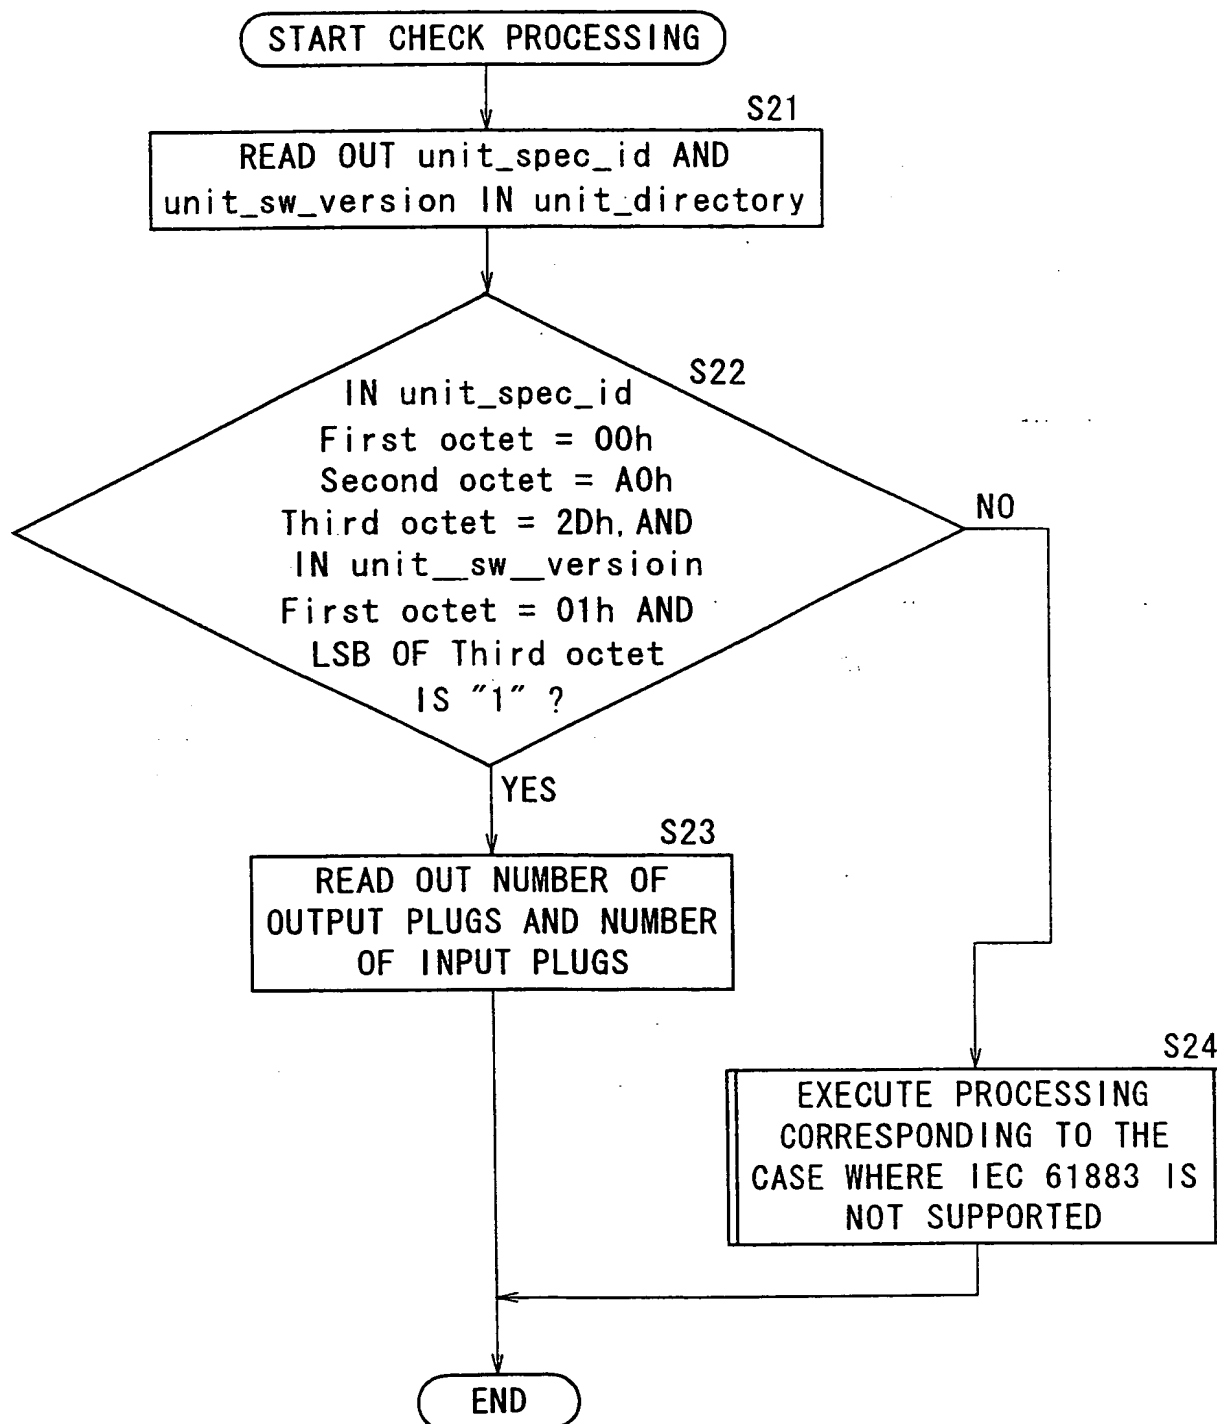 START CHECK PROCESSING
S21
READ OUT unit_spec_id AND
unit_sw_version IN unit_directory
S22
IN unit_spec_id
First octet = 00h
Second octet = A0h
Third octet = 2Dh, AND
IN unit__sw__versioin
First octet = 01h AND
LSB OF Third octet
IS "1" ?
NO
YES
S23
READ OUT NUMBER OF
OUTPUT PLUGS AND NUMBER
OF INPUT PLUGS
S24
EXECUTE PROCESSING
CORRESPONDING TO THE
CASE WHERE IEC 61883 IS
NOT SUPPORTED
END